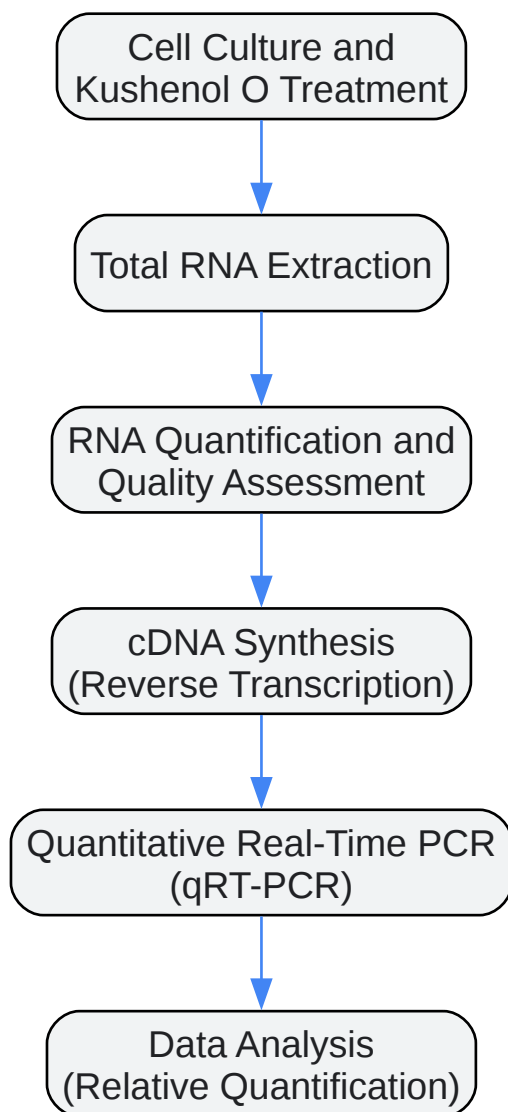 Cell Culture and
Kushenol O Treatment
Total RNA Extraction
RNA Quantification and
Quality Assessment
cDNA Synthesis
(Reverse Transcription)
Quantitative Real-Time PCR
(qRT-PCR)
Data Analysis
(Relative Quantification)